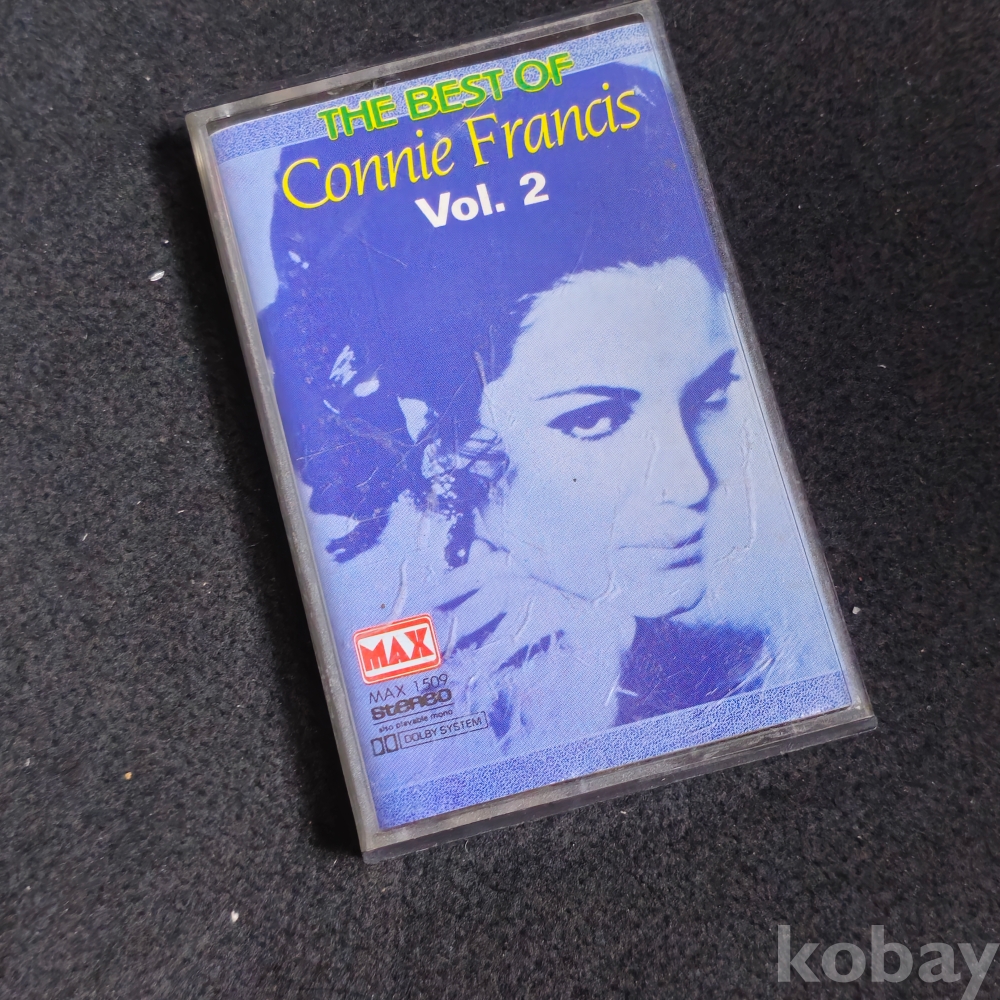 THE BEST OF
Connie Francis
Vol. 2
MAX
MAX 1509
stereo
also playable mono
DOLBY SYSTEM
kobay